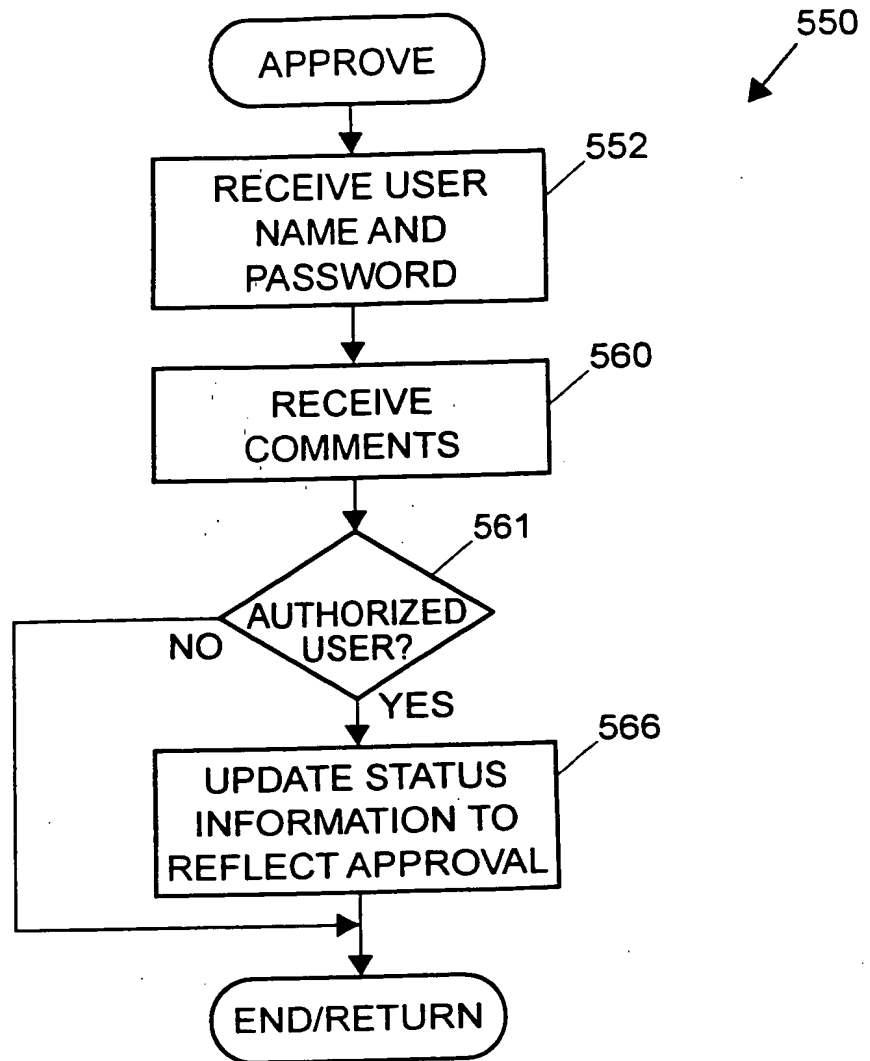 550
APPROVE
552
RECEIVE USER
NAME AND
PASSWORD
560
RECEIVE
COMMENTS
561
AUTHORIZED
USER?
NO
YES
566
UPDATE STATUS
INFORMATION TO
REFLECT APPROVAL
END/RETURN